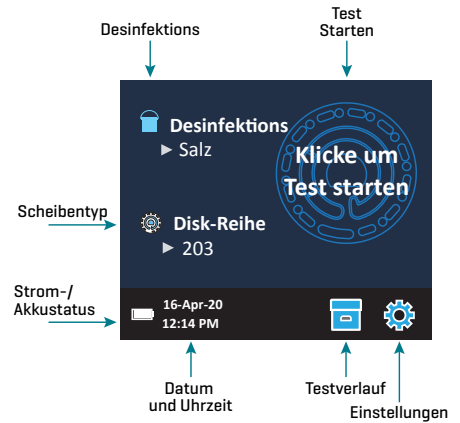 Desinfektions
Test
Starten
Desinfektions
► Salz
Klicke um
Test starten
Scheibentyp
Disk-Reihe
► 203
Strom-/
Akkustatus
16-Apr-20
12:14 PM
Datum
und Uhrzeit
Testverlauf
Einstellungen